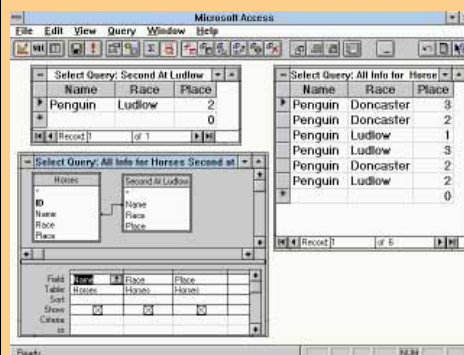 Microsoft Access
File Edit View Query Window Help
Select Query: Second At Ludlow
Name Race Place
Penguin Ludlow 2
0
Record: 1 of 1
Select Query: All Info for Horse
Name Race Place
Penguin Doncaster 3
Penguin Doncaster 2
Penguin Ludlow 1
Penguin Ludlow 3
Penguin Doncaster 2
Penguin Ludlow 2
0
Record: 1 of 6
Select Query: All Info for Horses Second at
Horses
*
ID
Name
Race
Place
Second At Ludlow
*
Name
Race
Place
Field: Name Race Place
Table: Horses Horses Horses
Sort:
Show:
Criteria:
or:
Ready
NUM